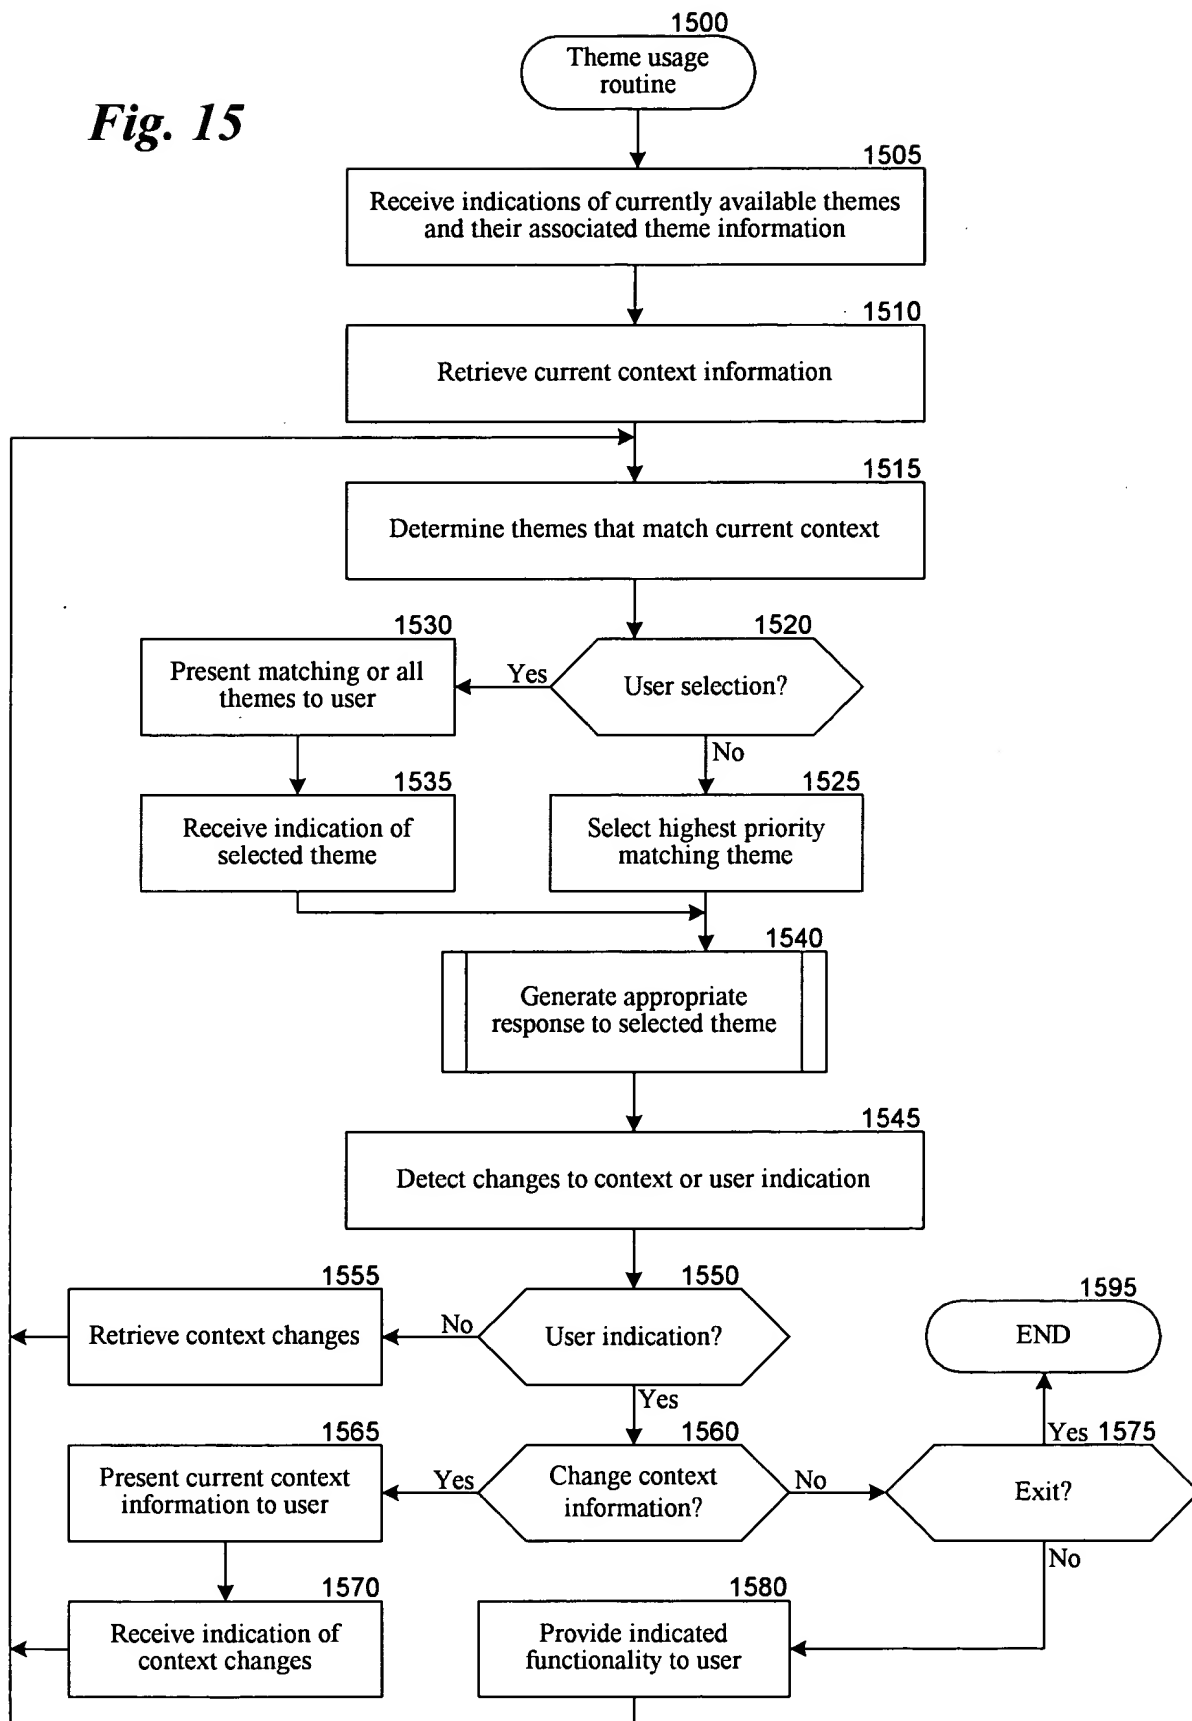 Fig. 15
1500
Theme usage
routine
1505
Receive indications of currently available themes
and their associated theme information
1510
Retrieve current context information
1515
Determine themes that match current context
1530
Present matching or all
themes to user
Yes
1520
User selection?
No
1535
Receive indication of
selected theme
1525
Select highest priority
matching theme
1540
Generate appropriate
response to selected theme
1545
Detect changes to context or user indication
1555
Retrieve context changes
No
1550
User indication?
Yes
1595
END
1565
Present current context
information to user
Yes
1560
Change context
information?
No
Yes 1575
Exit?
No
1570
Receive indication of
context changes
1580
Provide indicated
functionality to user